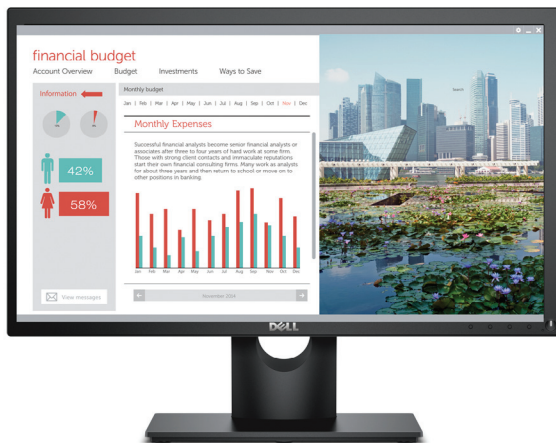 financial budget
Account Overview Budget Investments Ways to Save
Information
Monthly budget
Jan | Feb | Mar | Apr | May | Jun | Jul | Aug | Sep | Oct | Nov | Dec
Monthly Expenses
Successful financial analysts become senior financial analysts or
associates after three to four years of hard work at some firm.
Those with strong client contacts and immaculate reputations
start their own financial consulting firms. Many work as analysts
for about three years and then return to school or move on to
other positions in banking.
42%
58%
Jan Feb Mar Apr May Jun Jul Aug Sep Nov Oct Dec
View messages
November 2014
Search
DELL